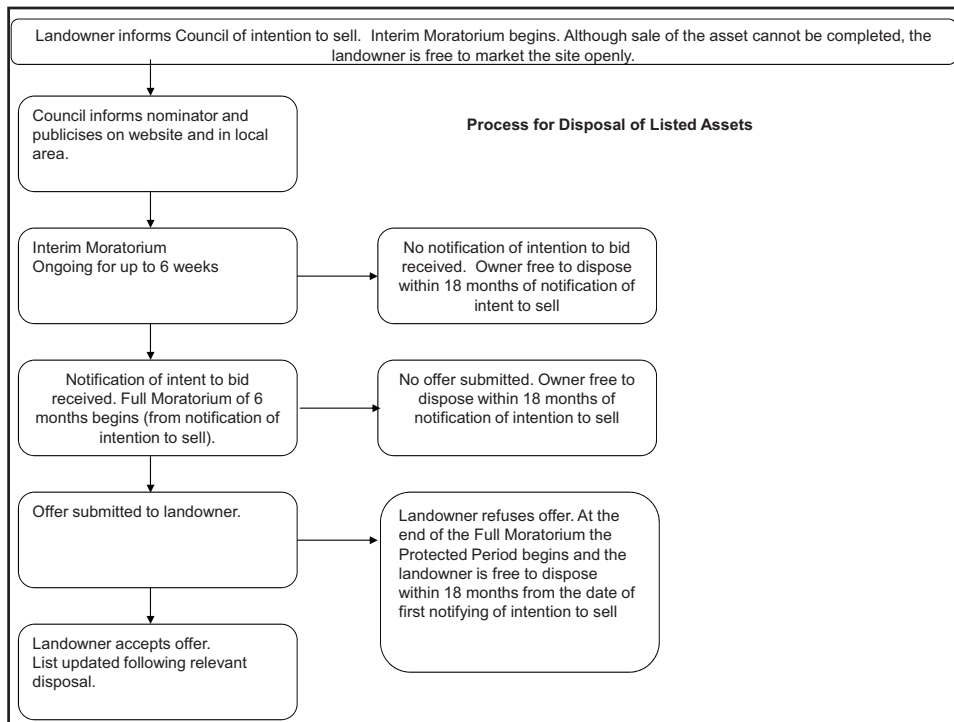 Landowner informs Council of intention to sell.  Interim Moratorium begins. Although sale of the asset cannot be completed, the
landowner is free to market the site openly.
Council informs nominator and
publicises on website and in local
area.
Process for Disposal of Listed Assets
Interim Moratorium
Ongoing for up to 6 weeks
No notification of intention to bid
received.  Owner free to dispose
within 18 months of notification of
intent to sell
Notification of intent to bid
received. Full Moratorium of 6
months begins (from notification of
intention to sell).
No offer submitted. Owner free to
dispose within 18 months of
notification of intention to sell
Offer submitted to landowner.
Landowner refuses offer. At the
end of the Full Moratorium the
Protected Period begins and the
landowner is free to dispose
within 18 months from the date of
first notifying of intention to sell
Landowner accepts offer.
List updated following relevant
disposal.